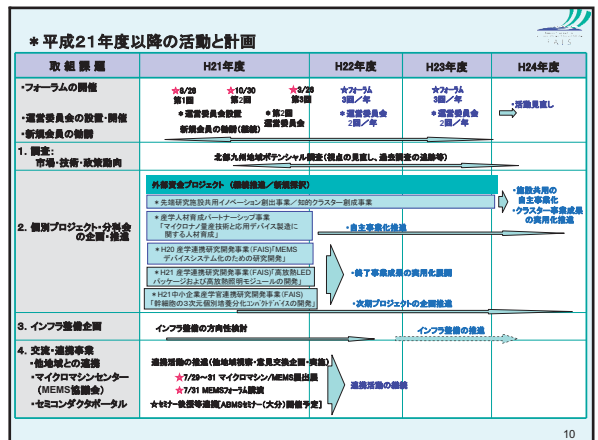 FAIS
＊平成21年度以降の活動と計画
取組課題
H21年度
H22年度
H23年度
H24年度
・フォーラムの開催
★8/28
第1回
★10/30
第2回
★3/26
第3回
★フォーラム
3回／年
★フォーラム
3回／年
・活動見直し
・運営委員会の設置・開催
＊運営委員会設置
＊第2回
運営委員会
＊運営委員会
2回／年
＊運営委員会
2回／年
・新規会員の勧誘
新規会員の勧誘(継続)
1. 調査:
市場・技術・政策動向
北部九州地域ポテンシャル調査(視点の見直し、過去調査の追跡等)
2. 個別プロジェクト・分科会
の企画・推進
外部資金プロジェクト（継続推進／新規採択）
＊先端研究施設共用イノベーション創出事業／知的クラスター創成事業
＊産学人材育成パートナーシップ事業
「マイクロナノ量産技術と応用デバイス製造に
関する人材育成」
＊H20 産学連携研究開発事業(FAIS)「MEMS
デバイスシステム化のための研究開発」
＊H21 産学連携研究開発事業(FAIS)「高放熱LED
パッケージおよび高放熱照明モジュールの開発」
＊H21中小企業産学官連携研究開発事業(FAIS)
「幹細胞の3次元個別培養分化コンパクトデバイスの開発」
・自主事業化推進
・終了事業成果の実用化展開
・次期プロジェクトの企画推進
・施設共用の
自主事業化
・クラスター事業成果
の実用化推進
3. インフラ整備企画
インフラ整備の方向性検討
インフラ整備の推進
4. 交流・連携事業
・他地域との連携
・マイクロマシンセンター
(MEMS協議会)
・セミコンダクタポータル
連携活動の推進(他地域視察・意見交換企画・実施)
★7/29～31 マイクロマシン/MEMS展出展
★7/31 MEMSフォーラム講演
★セミナー後援等連携[ABMSセミナー(大分)開催予定]
連携活動の継続
10